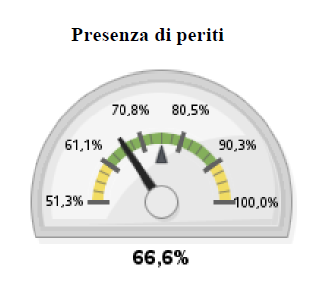 Presenza di periti
70,8% 80,5%
61,1% 90,3%
51,3% 100,0%
66,6%